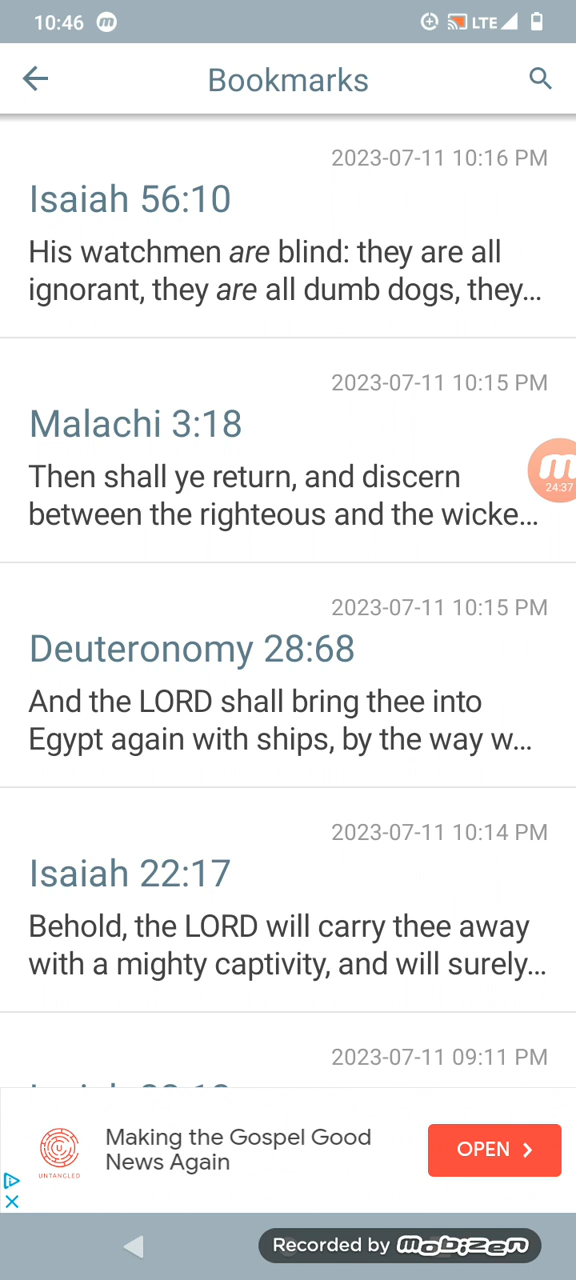 10:46 m LTE
Bookmarks
2023-07-11 10:16 PM
Isaiah 56:10
His watchmen are blind: they are all
ignorant, they are all dumb dogs, they...
2023-07-11 10:15 PM
Malachi 3:18
Then shall ye return, and discern
between the righteous and the wicke...
m
24:37
2023-07-11 10:15 PM
Deuteronomy 28:68
And the LORD shall bring thee into
Egypt again with ships, by the way w...
2023-07-11 10:14 PM
Isaiah 22:17
Behold, the LORD will carry thee away
with a mighty captivity, and will surely...
2023-07-11 09:11 PM
Making the Gospel Good
News Again
UNTANGLED
OPEN
Recorded by mobizen